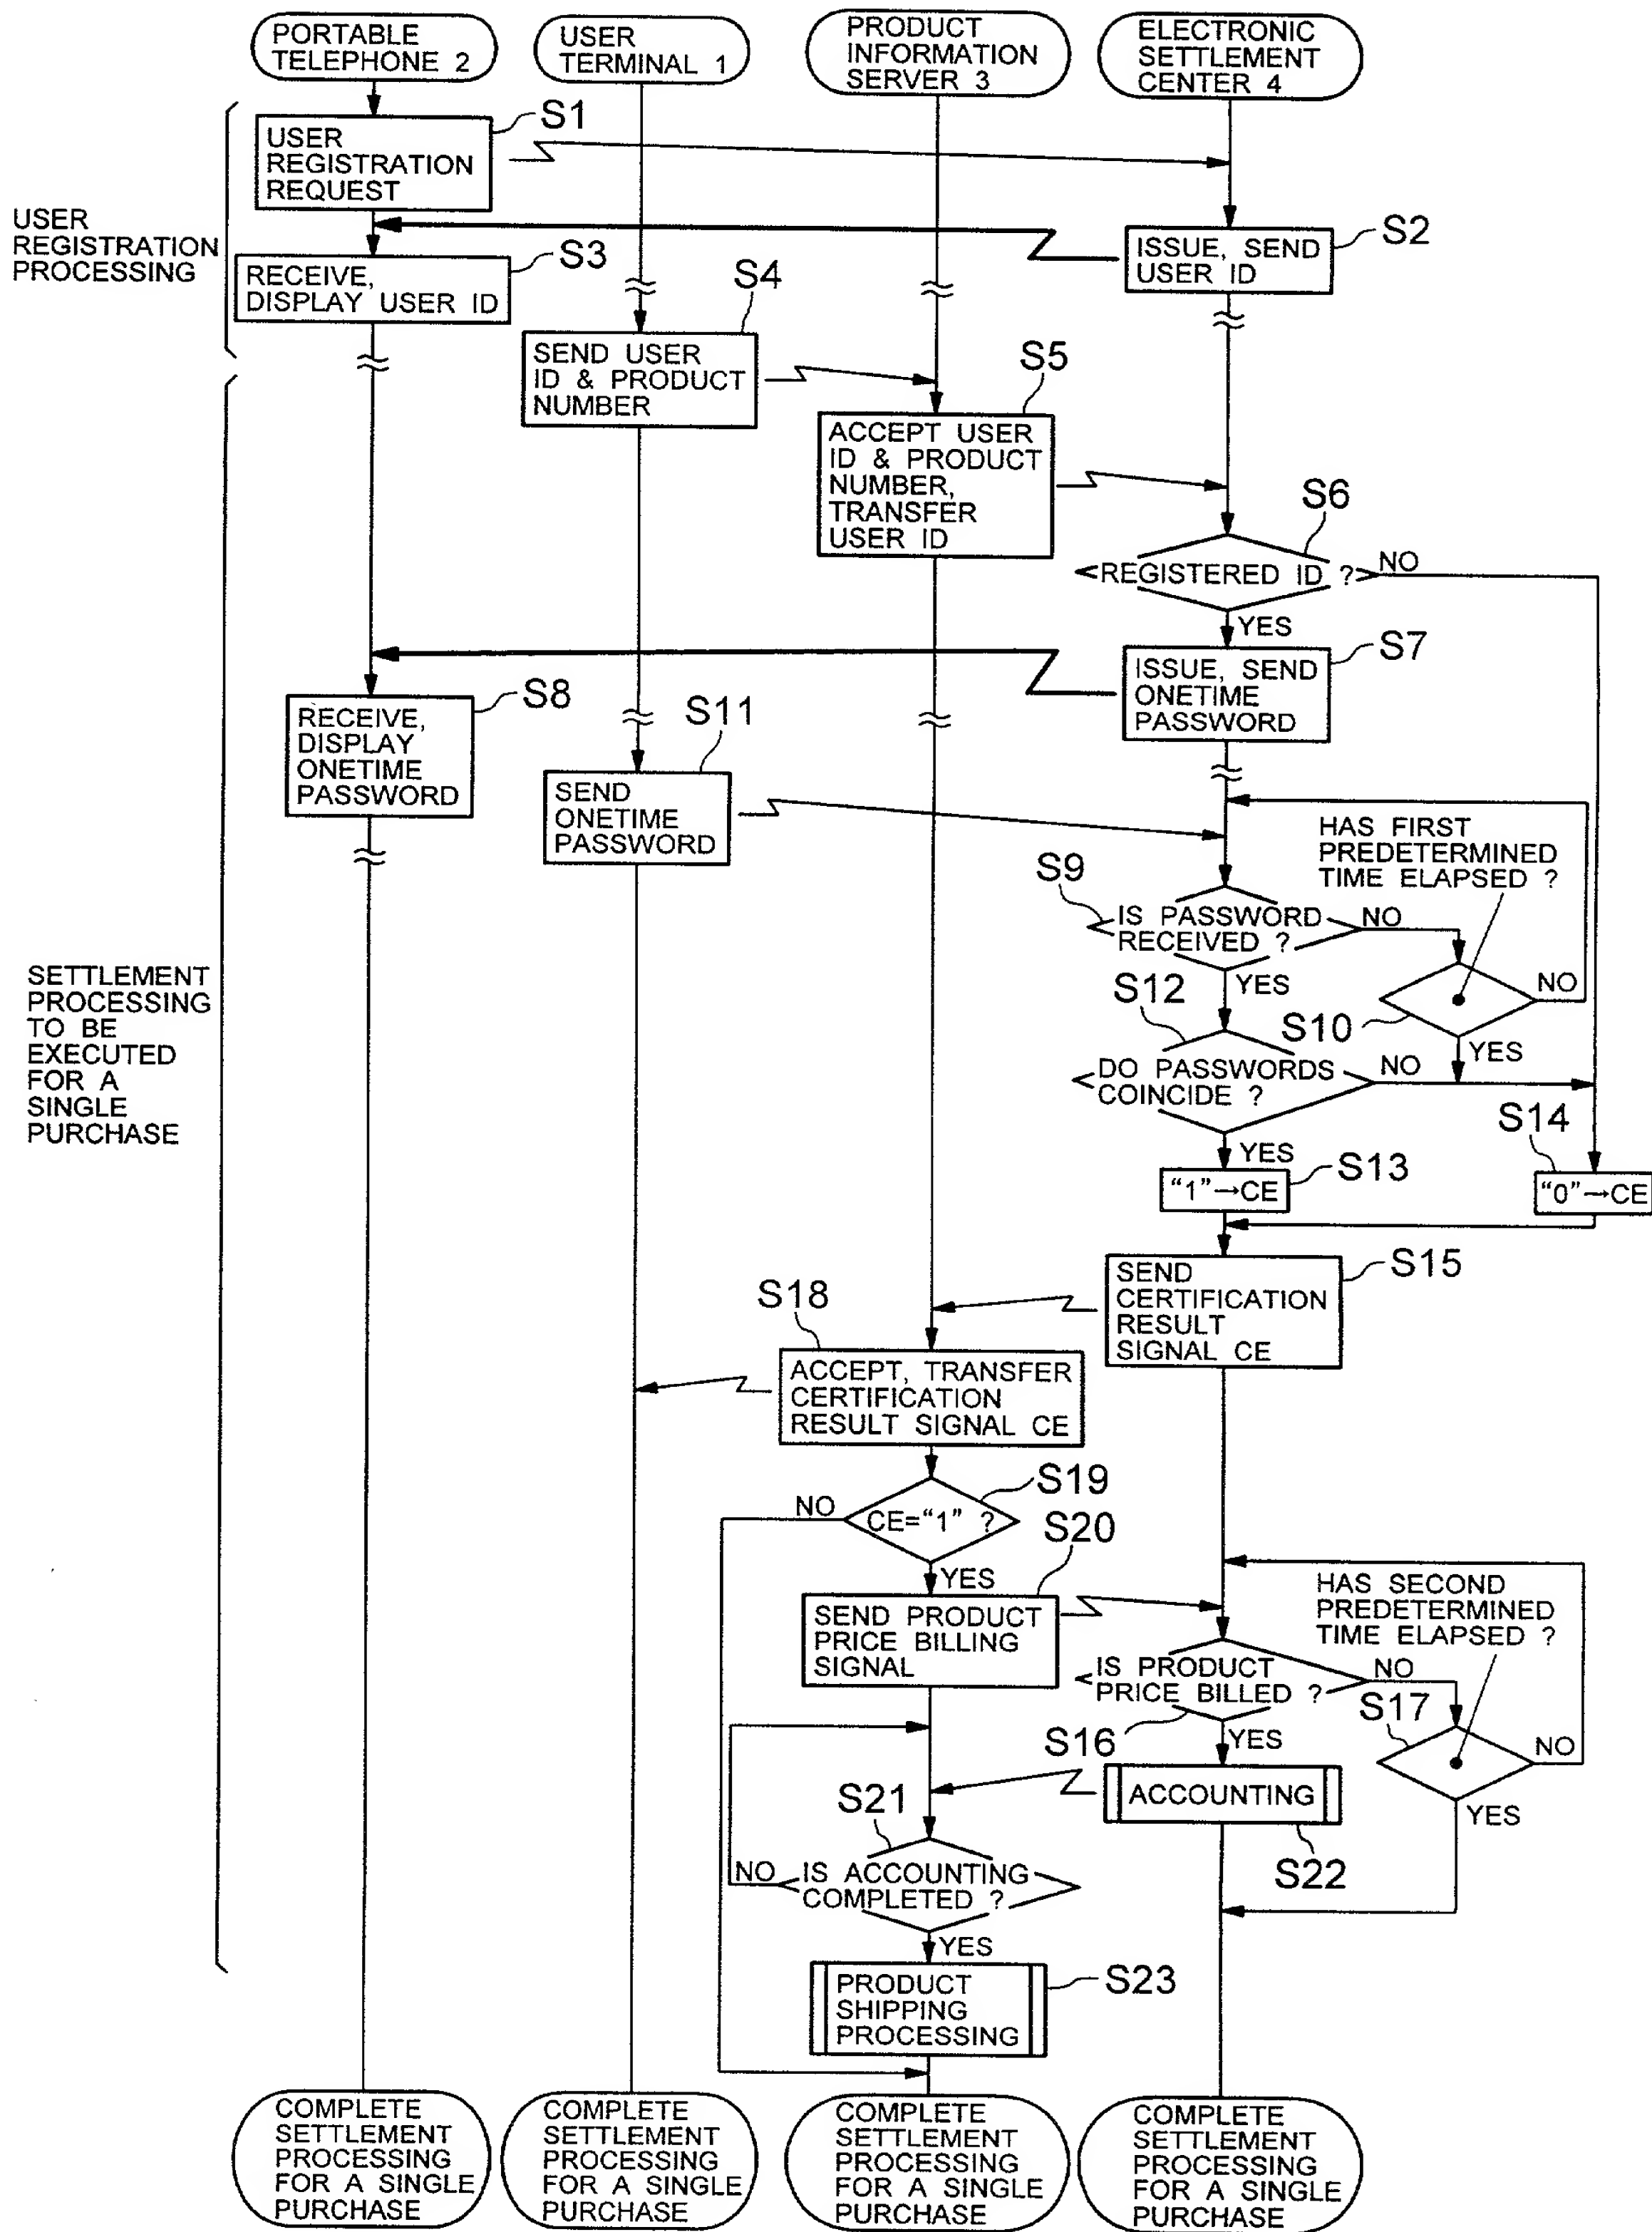 PORTABLE
TELEPHONE 2
USER
TERMINAL 1
PRODUCT
INFORMATION
SERVER 3
ELECTRONIC
SETTLEMENT
CENTER 4
USER
REGISTRATION
PROCESSING
S1
USER
REGISTRATION
REQUEST
S2
ISSUE, SEND
USER ID
S3
RECEIVE,
DISPLAY USER ID
S4
SEND USER
ID & PRODUCT
NUMBER
S5
ACCEPT USER
ID & PRODUCT
NUMBER,
TRANSFER
USER ID
S6
REGISTERED ID ?
NO
YES
S7
ISSUE, SEND
ONETIME
PASSWORD
S8
RECEIVE,
DISPLAY
ONETIME
PASSWORD
S11
SEND
ONETIME
PASSWORD
HAS FIRST
PREDETERMINED
TIME ELAPSED ?
S9
IS PASSWORD
RECEIVED ?
NO
YES
S10
NO
YES
SETTLEMENT
PROCESSING
TO BE
EXECUTED
FOR A
SINGLE
PURCHASE
S12
DO PASSWORDS
COINCIDE ?
NO
YES
S13
“1”→CE
S14
“0”→CE
S15
SEND
CERTIFICATION
RESULT
SIGNAL CE
S18
ACCEPT, TRANSFER
CERTIFICATION
RESULT SIGNAL CE
S19
CE=“1” ?
NO
YES
S20
SEND PRODUCT
PRICE BILLING
SIGNAL
HAS SECOND
PREDETERMINED
TIME ELAPSED ?
IS PRODUCT
PRICE BILLED ?
S16
NO
YES
S17
NO
YES
ACCOUNTING
S22
S21
IS ACCOUNTING
COMPLETED ?
NO
YES
S23
PRODUCT
SHIPPING
PROCESSING
COMPLETE
SETTLEMENT
PROCESSING
FOR A SINGLE
PURCHASE
COMPLETE
SETTLEMENT
PROCESSING
FOR A SINGLE
PURCHASE
COMPLETE
SETTLEMENT
PROCESSING
FOR A SINGLE
PURCHASE
COMPLETE
SETTLEMENT
PROCESSING
FOR A SINGLE
PURCHASE